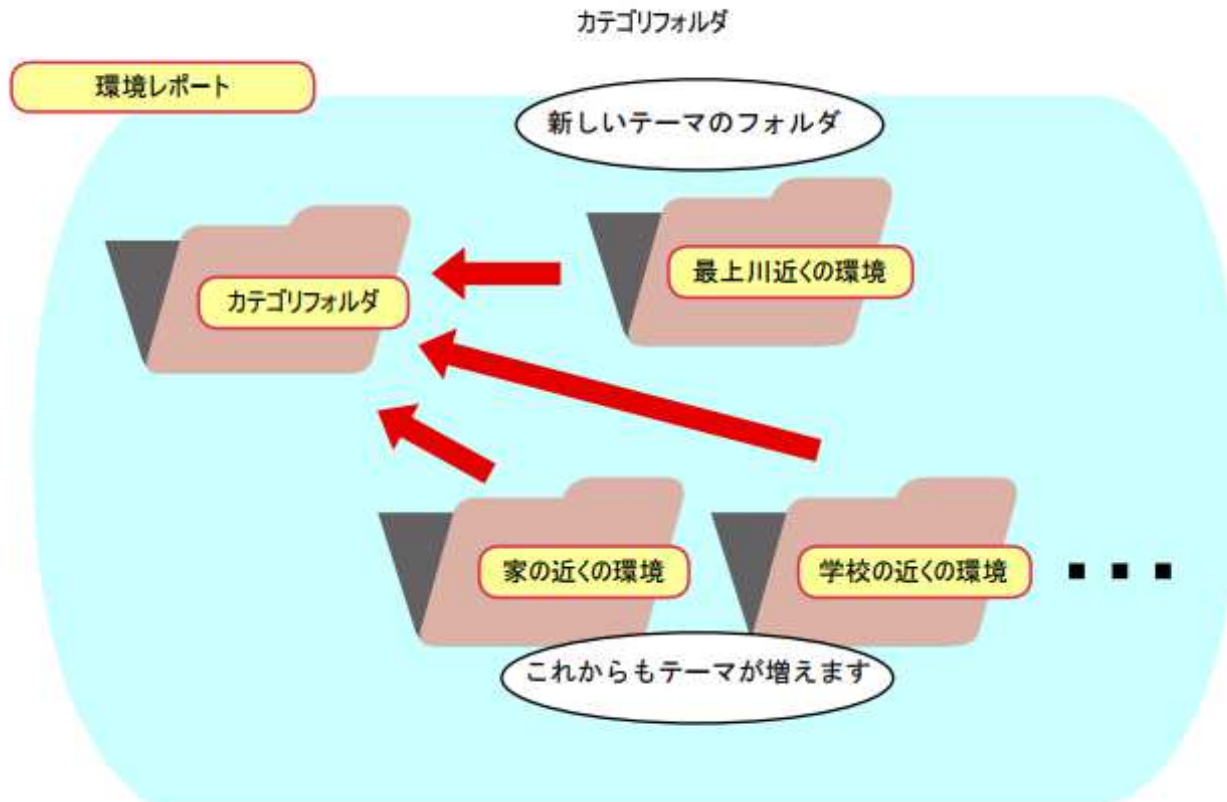 カテゴリフォルダ
環境レポート
新しいテーマのフォルダ
最上川近くの環境
カテゴリフォルダ
家の近くの環境
学校の近くの環境
これからもテーマが増えます